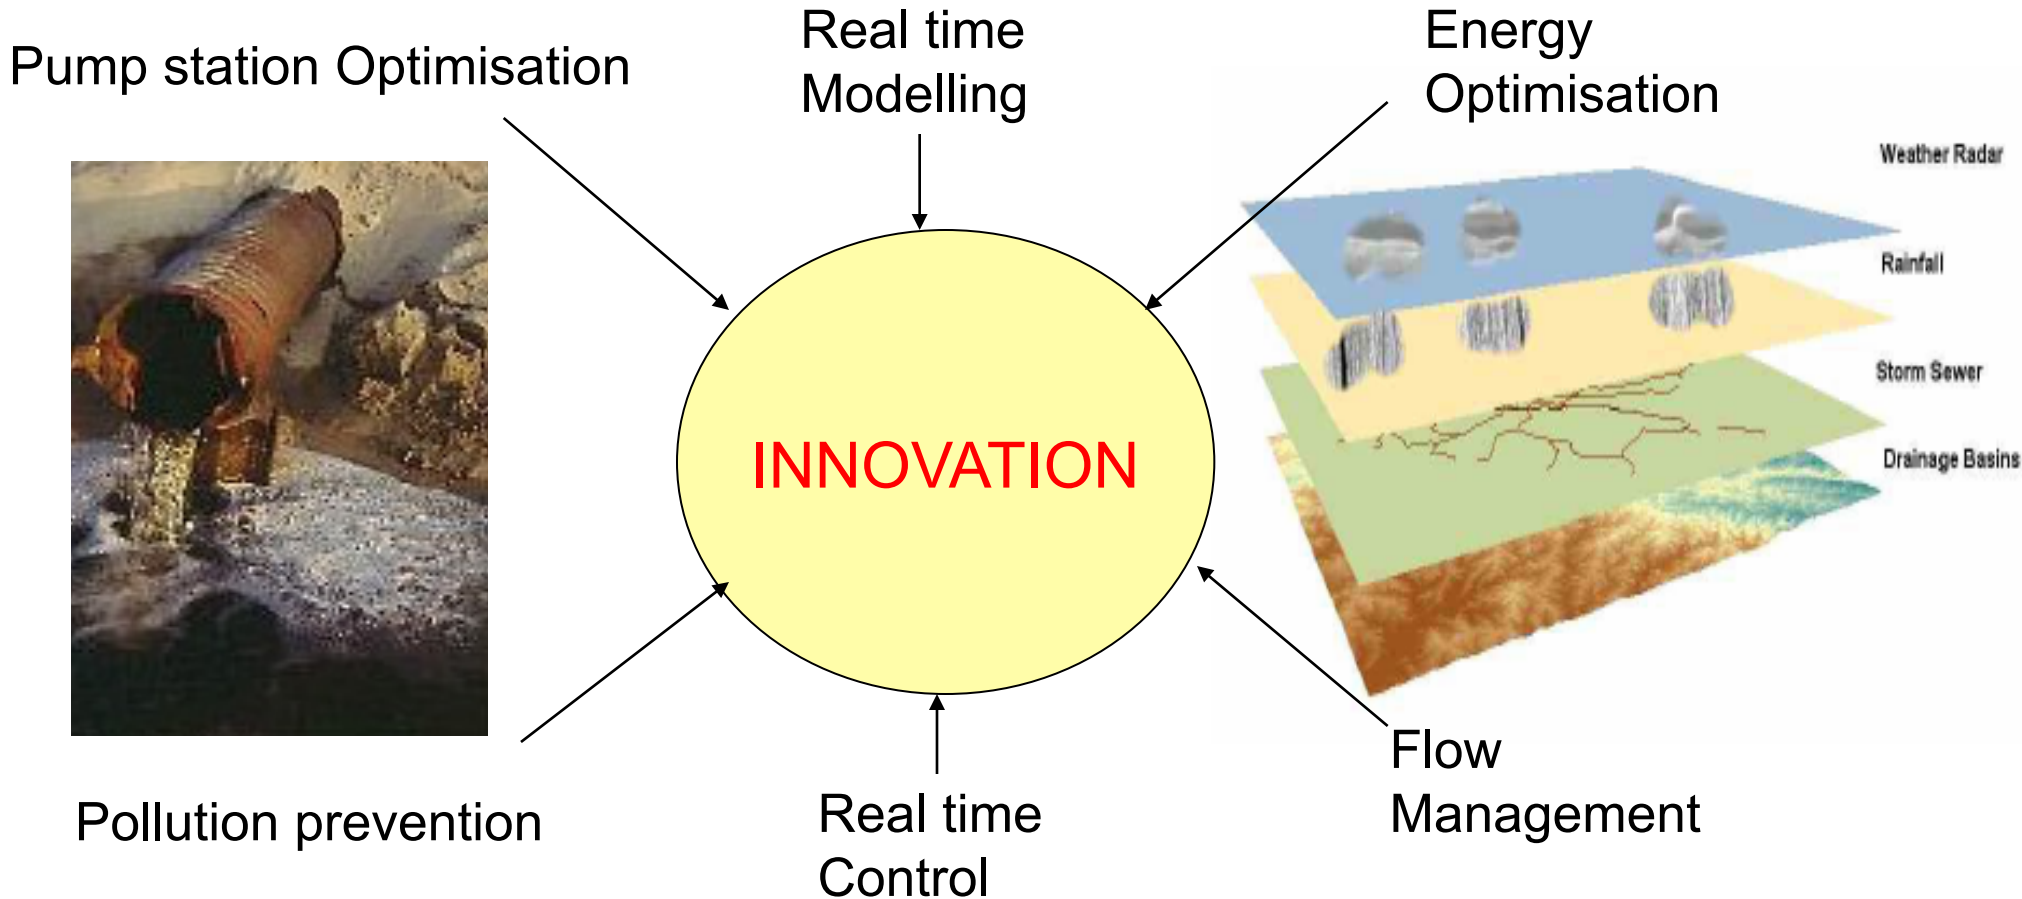 Pump station Optimisation
Real time
Modelling
Energy
Optimisation
Weather Radar
Rainfall
Storm Sewer
Drainage Basins
INNOVATION
Pollution prevention
Real time
Control
Flow
Management